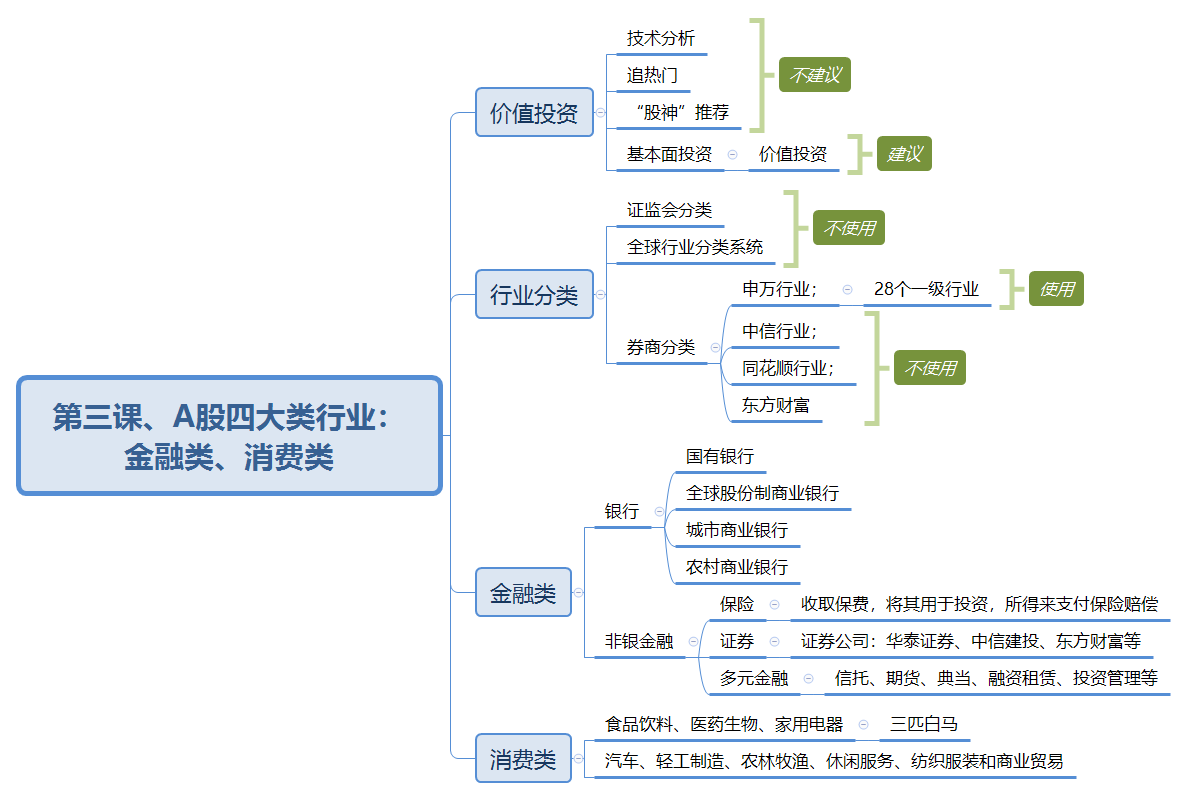 第三课、A股四大类行业：
金融类、消费类
价值投资
技术分析
追热门
“股神”推荐
不建议
基本面投资
价值投资
建议
行业分类
证监会分类
全球行业分类系统
不使用
券商分类
申万行业；
28个一级行业
使用
中信行业；
同花顺行业；
东方财富
不使用
金融类
银行
国有银行
全球股份制商业银行
城市商业银行
农村商业银行
非银金融
保险
收取保费，将其用于投资，所得来支付保险赔偿
证券
证券公司：华泰证券、中信建投、东方财富等
多元金融
信托、期货、典当、融资租赁、投资管理等
消费类
食品饮料、医药生物、家用电器
三匹白马
汽车、轻工制造、农林牧渔、休闲服务、纺织服装和商业贸易